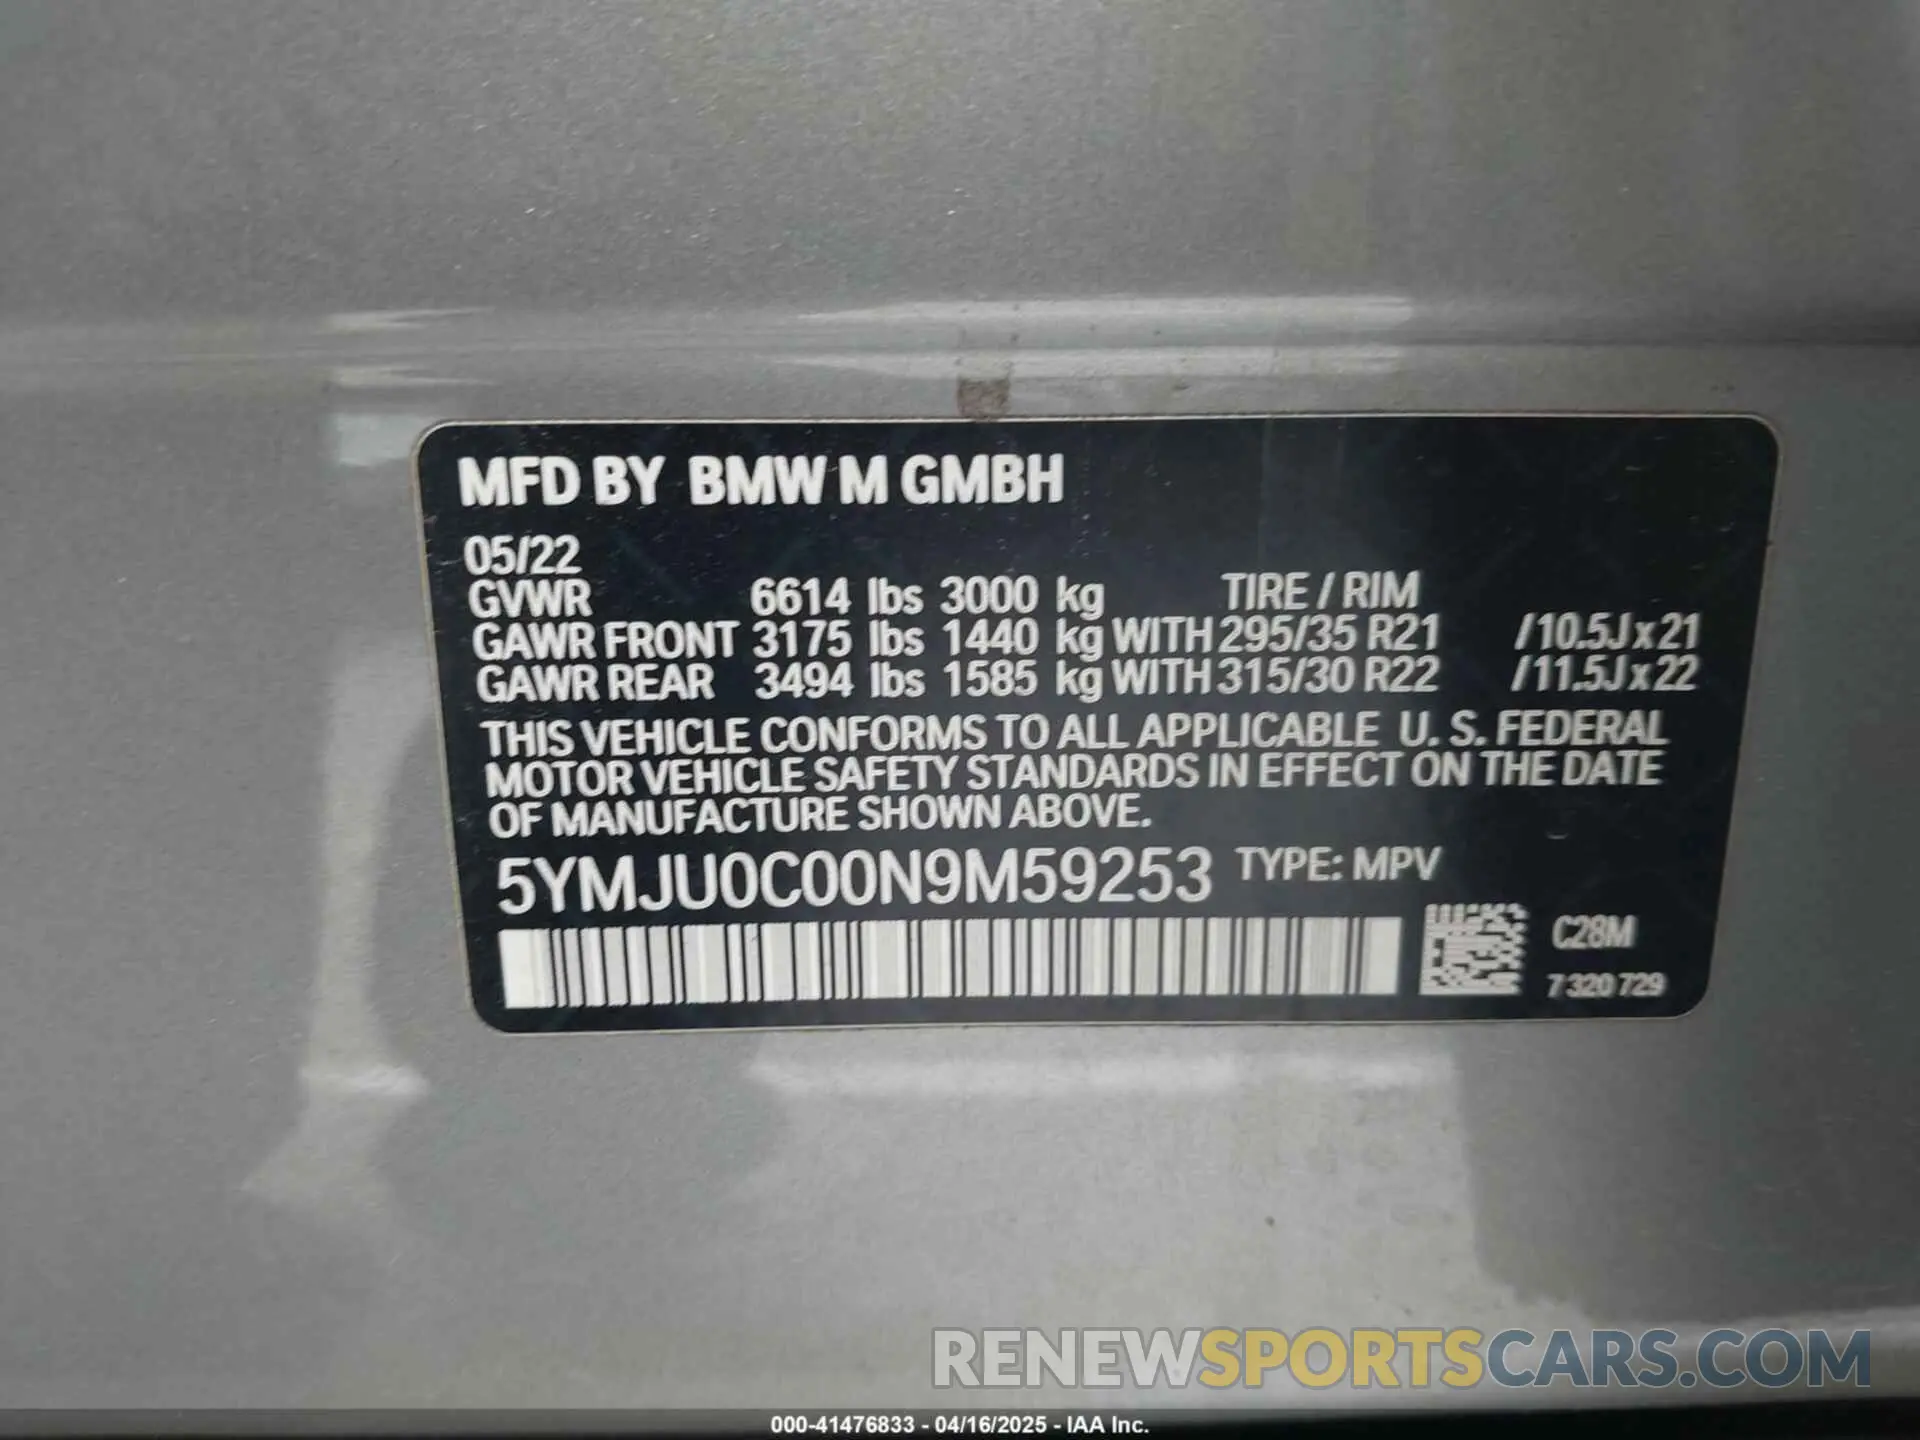 MFD BY BMW M GMBH
05/22
GVWR 6614 lbs 3000 kg TIRE / RIM
GAWR FRONT 3175 lbs 1440 kg WITH 295/35 R21 /10.5Jx21
GAWR REAR 3494 lbs 1585 kg WITH 315/30 R22 /11.5Jx22
THIS VEHICLE CONFORMS TO ALL APPLICABLE U. S. FEDERAL
MOTOR VEHICLE SAFETY STANDARDS IN EFFECT ON THE DATE
OF MANUFACTURE SHOWN ABOVE.
5YMJU0C00N9M59253 TYPE: MPV
C28M
7 320 729
RENEWSPORTSCARS.COM
000-41476833 - 04/16/2025 - IAA Inc.